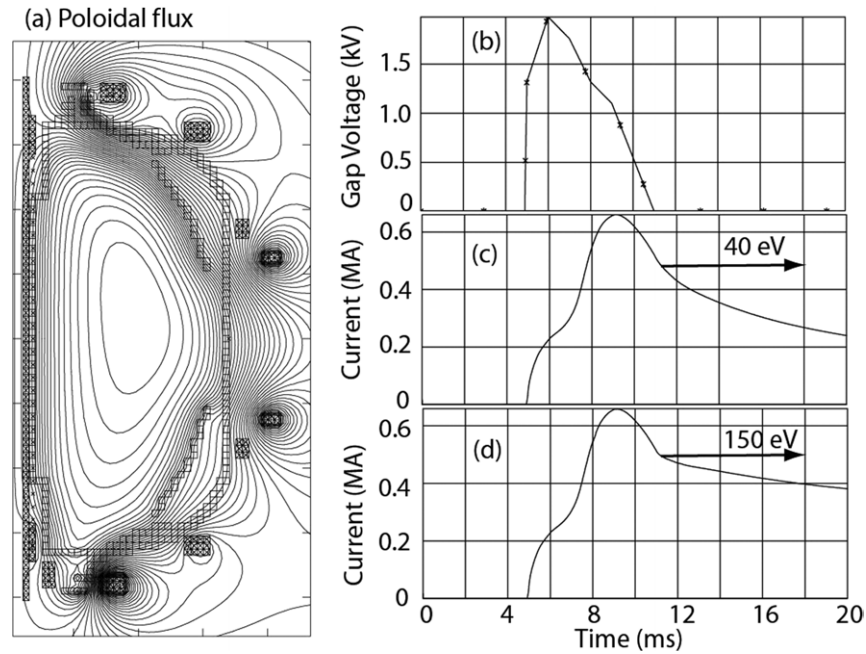 (a) Poloidal flux
(b)
Gap Voltage (kV)
1.5
1.0
0.5
0
(c)
40 eV
Current (MA)
0.6
0.4
0.2
0
(d)
150 eV
Current (MA)
0.6
0.4
0.2
0
0 4 8 12 16 20
Time (ms)